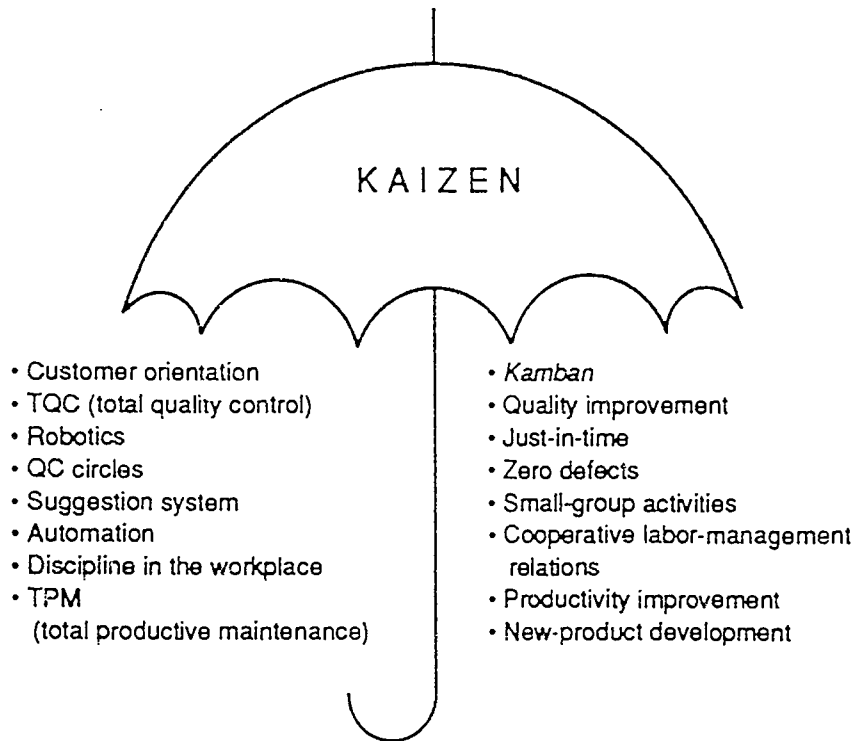 KAIZEN
• Customer orientation
• TQC (total quality control)
• Robotics
• QC circles
• Suggestion system
• Automation
• Discipline in the workplace
• TPM
(total productive maintenance)
• Kamban
• Quality improvement
• Just-in-time
• Zero defects
• Small-group activities
• Cooperative labor-management
relations
• Productivity improvement
• New-product development